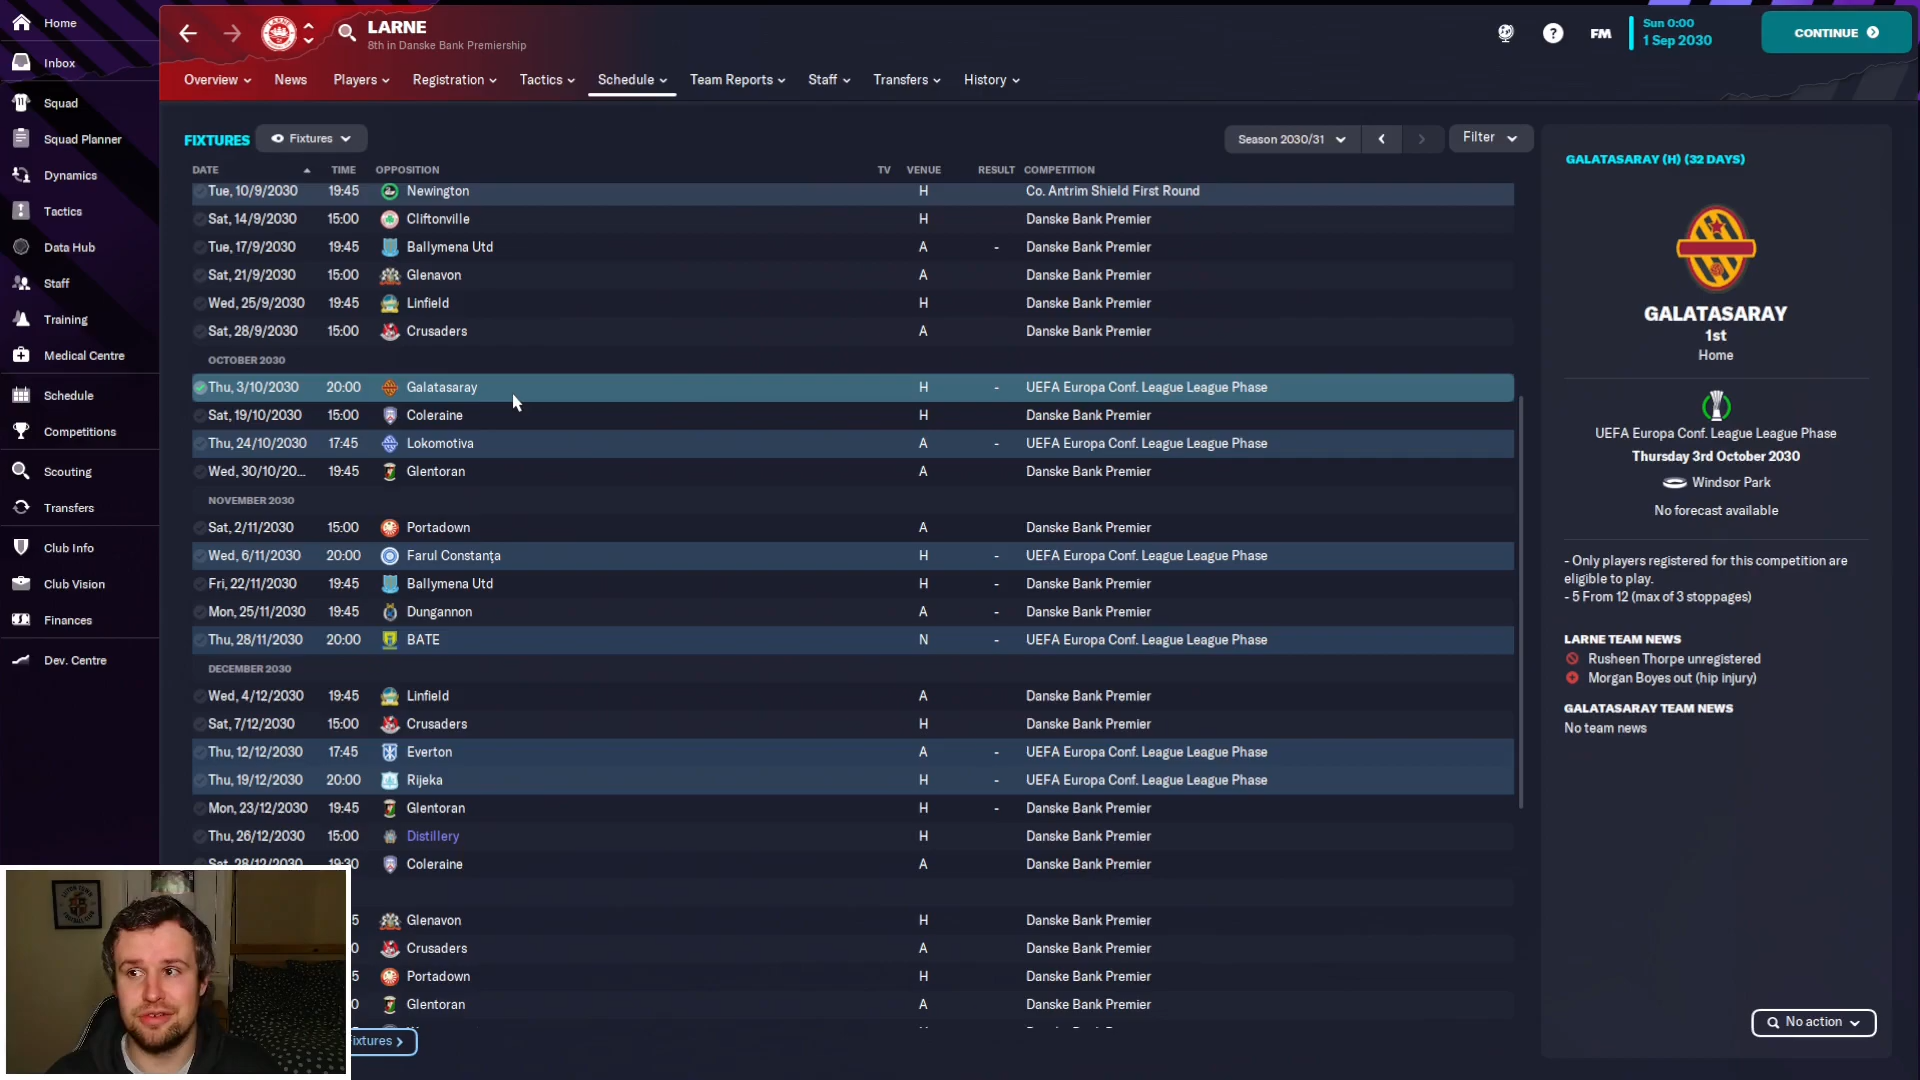 Home
Inbox
Squad
Squad Planner
Dynamics
Tactics
Data Hub
Staff
Training
Medical Centre
Schedule
Competitions
Scouting
Transfers
Club Info
Club Vision
Finances
Dev. Centre
LARNE
8th in Danske Bank Premiership
FM
Sun 0:00
1 Sep 2030
CONTINUE
Overview
News
Players
Registration
Tactics
Schedule
Team Reports
Staff
Transfers
History
FIXTURES
Fixtures
Season 2030/31
Filter
DATE TIME OPPOSITION TV VENUE RESULT COMPETITION
Tue, 10/9/2030 19:45 Newington H Co. Antrim Shield First Round
Sat, 14/9/2030 15:00 Cliftonville H Danske Bank Premier
Tue, 17/9/2030 19:45 Ballymena Utd A - Danske Bank Premier
Sat, 21/9/2030 15:00 Glenavon A Danske Bank Premier
Wed, 25/9/2030 19:45 Linfield H Danske Bank Premier
Sat, 28/9/2030 15:00 Crusaders A Danske Bank Premier
OCTOBER 2030
Thu, 3/10/2030 20:00 Galatasaray H - UEFA Europa Conf. League League Phase
Sat, 19/10/2030 15:00 Coleraine H Danske Bank Premier
Thu, 24/10/2030 17:45 Lokomotiva A - UEFA Europa Conf. League League Phase
Wed, 30/10/20... 19:45 Glentoran A Danske Bank Premier
NOVEMBER 2030
Sat, 2/11/2030 15:00 Portadown A Danske Bank Premier
Wed, 6/11/2030 20:00 Farul Constanța H - UEFA Europa Conf. League League Phase
Fri, 22/11/2030 19:45 Ballymena Utd H - Danske Bank Premier
Mon, 25/11/2030 19:45 Dungannon A - Danske Bank Premier
Thu, 28/11/2030 20:00 BATE N - UEFA Europa Conf. League League Phase
DECEMBER 2030
Wed, 4/12/2030 19:45 Linfield A Danske Bank Premier
Sat, 7/12/2030 15:00 Crusaders H Danske Bank Premier
Thu, 12/12/2030 17:45 Everton A - UEFA Europa Conf. League League Phase
Thu, 19/12/2030 20:00 Rijeka H - UEFA Europa Conf. League League Phase
Mon, 23/12/2030 19:45 Glentoran H - Danske Bank Premier
Thu, 26/12/2030 15:00 Distillery H Danske Bank Premier
Sat, 28/12/2030 19:30 Coleraine A Danske Bank Premier
5 Glenavon H Danske Bank Premier
0 Crusaders A Danske Bank Premier
5 Portadown H Danske Bank Premier
0 Glentoran A Danske Bank Premier
ixtures
GALATASARAY (H) (32 DAYS)
GALATASARAY
1st
Home
UEFA Europa Conf. League League Phase
Thursday 3rd October 2030
Windsor Park
No forecast available
- Only players registered for this competition are
eligible to play.
- 5 From 12 (max of 3 stoppages)
LARNE TEAM NEWS
Rusheen Thorpe unregistered
Morgan Boyes out (hip injury)
GALATASARAY TEAM NEWS
No team news
No action